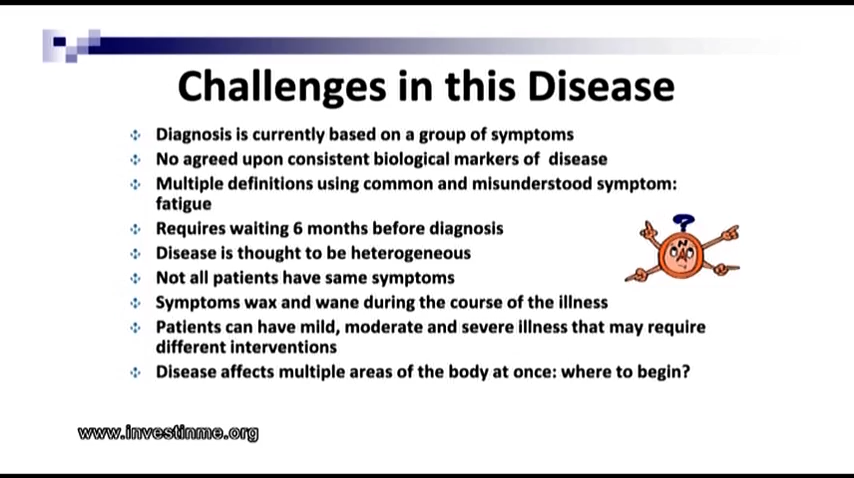 Challenges in this Disease
Diagnosis is currently based on a group of symptoms
No agreed upon consistent biological markers of disease
Multiple definitions using common and misunderstood symptom:
fatigue
Requires waiting 6 months before diagnosis
Disease is thought to be heterogeneous
Not all patients have same symptoms
Symptoms wax and wane during the course of the illness
Patients can have mild, moderate and severe illness that may require
different interventions
Disease affects multiple areas of the body at once: where to begin?
?
www.investinme.org